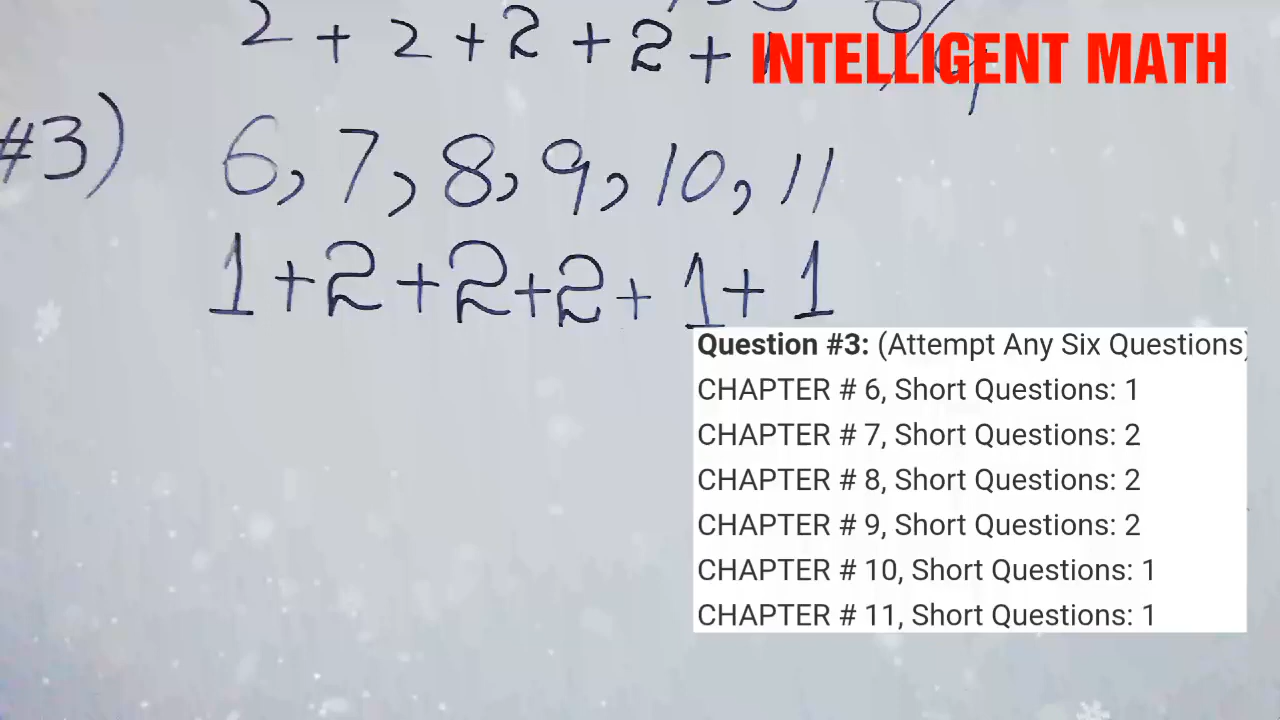 2 + 2 + 2 + 2 + 1
INTELLIGENT MATH
#3) 6, 7, 8, 9, 10, 11
1 + 2 + 2 + 2 + 1 + 1
Question #3: (Attempt Any Six Questions)
CHAPTER # 6, Short Questions: 1
CHAPTER # 7, Short Questions: 2
CHAPTER # 8, Short Questions: 2
CHAPTER # 9, Short Questions: 2
CHAPTER # 10, Short Questions: 1
CHAPTER # 11, Short Questions: 1